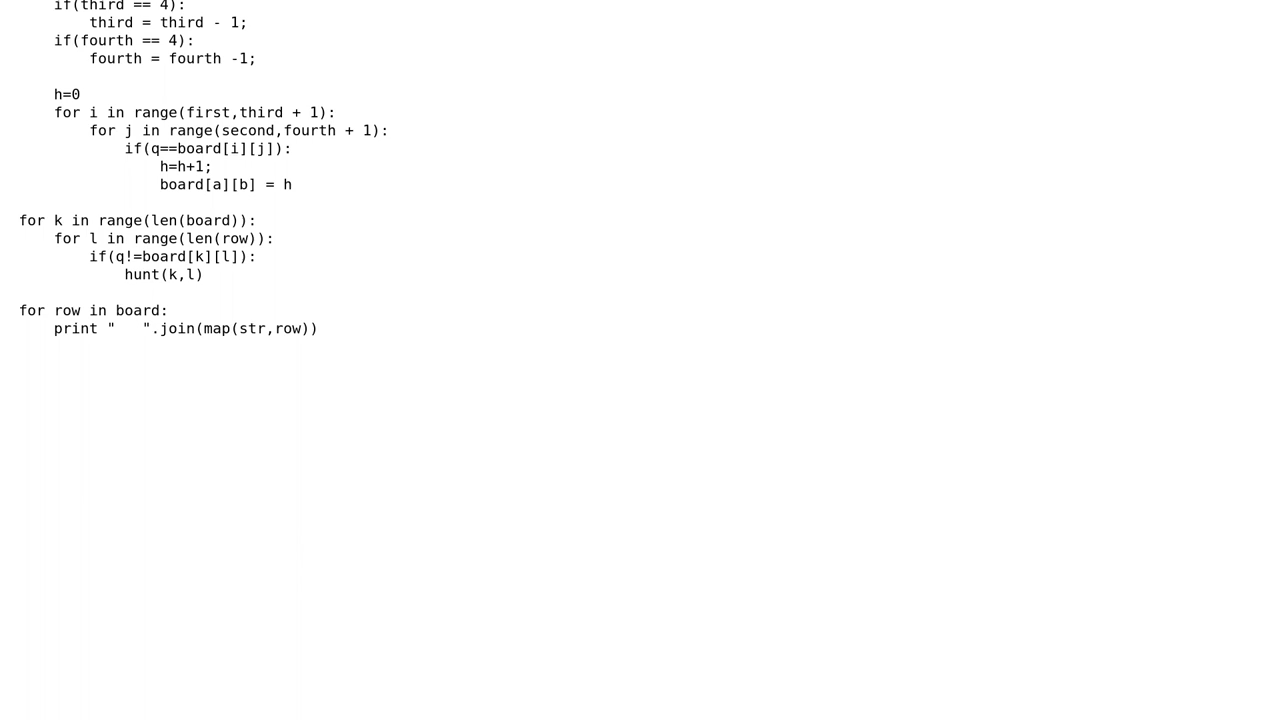 if(third == 4):
        third = third - 1;
    if(fourth == 4):
        fourth = fourth -1;

    h=0
    for i in range(first,third + 1):
        for j in range(second,fourth + 1):
            if(q==board[i][j]):
                h=h+1;
                board[a][b] = h

for k in range(len(board)):
    for l in range(len(row)):
        if(q!=board[k][l]):
            hunt(k,l)

for row in board:
    print "   ".join(map(str,row))